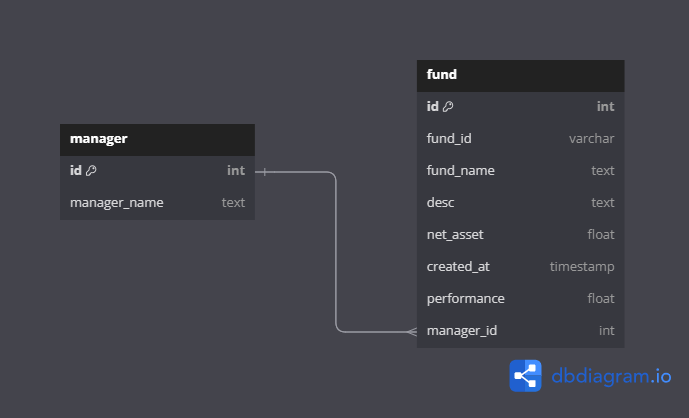 manager
id int
manager_name text
fund
id int
fund_id varchar
fund_name text
desc text
net_asset float
created_at timestamp
performance float
manager_id int
dbdiagram.io